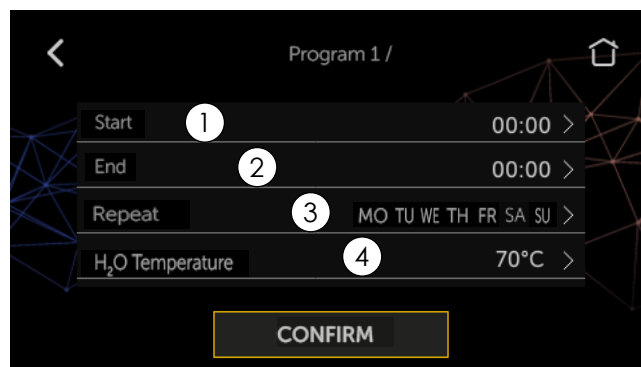 Program 1 /
Start 1 00:00
End 2 00:00
Repeat 3 MO TU WE TH FR SA SU
H₂O Temperature 4 70°C
CONFIRM